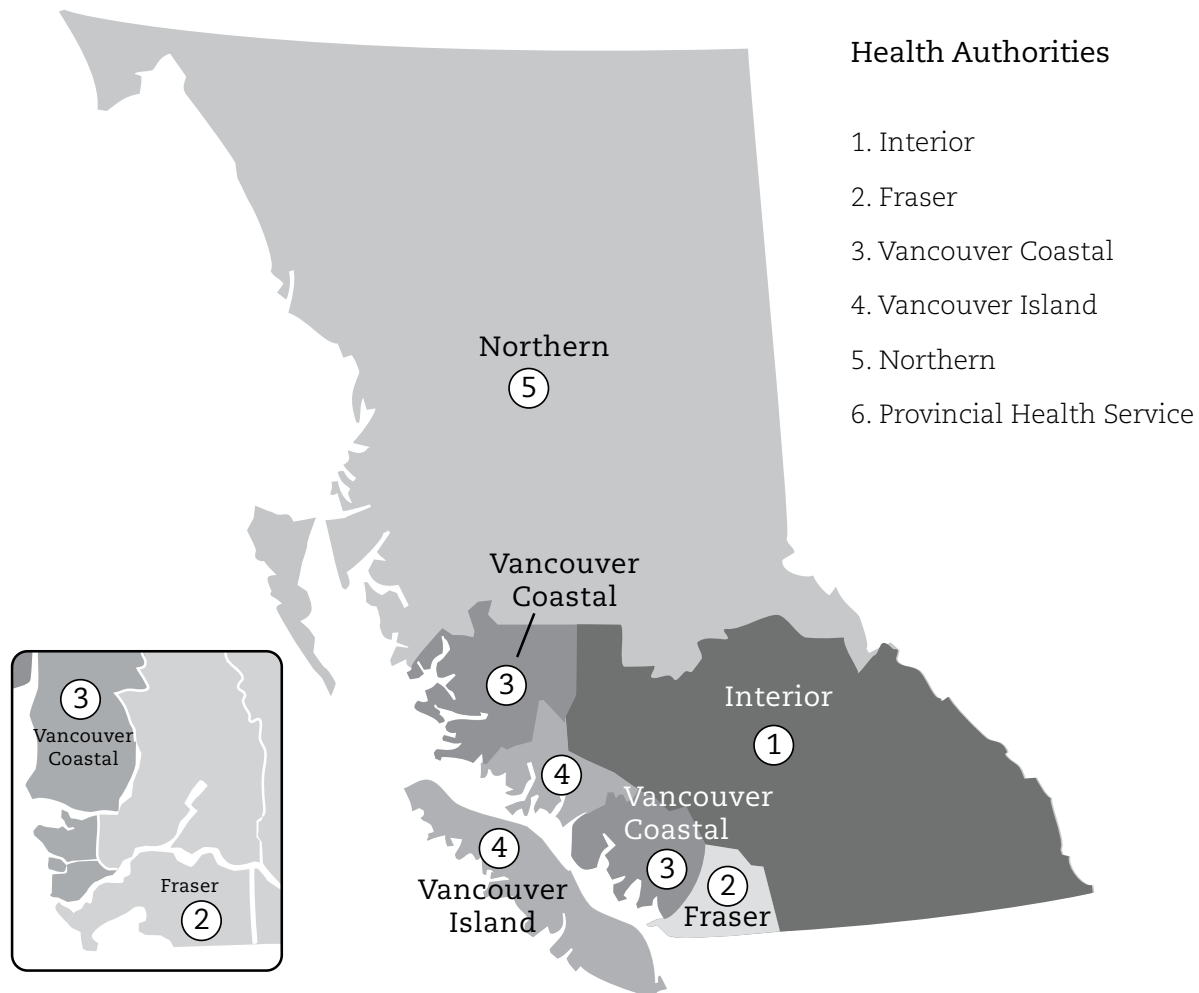 Health Authorities
1. Interior
2. Fraser
3. Vancouver Coastal
4. Vancouver Island
5. Northern
6. Provincial Health Service
Northern
5
Vancouver
Coastal
3
Interior
1
4
Vancouver
Coastal
3
4
Vancouver
Island
2
Fraser
3
Vancouver
Coastal
Fraser
2